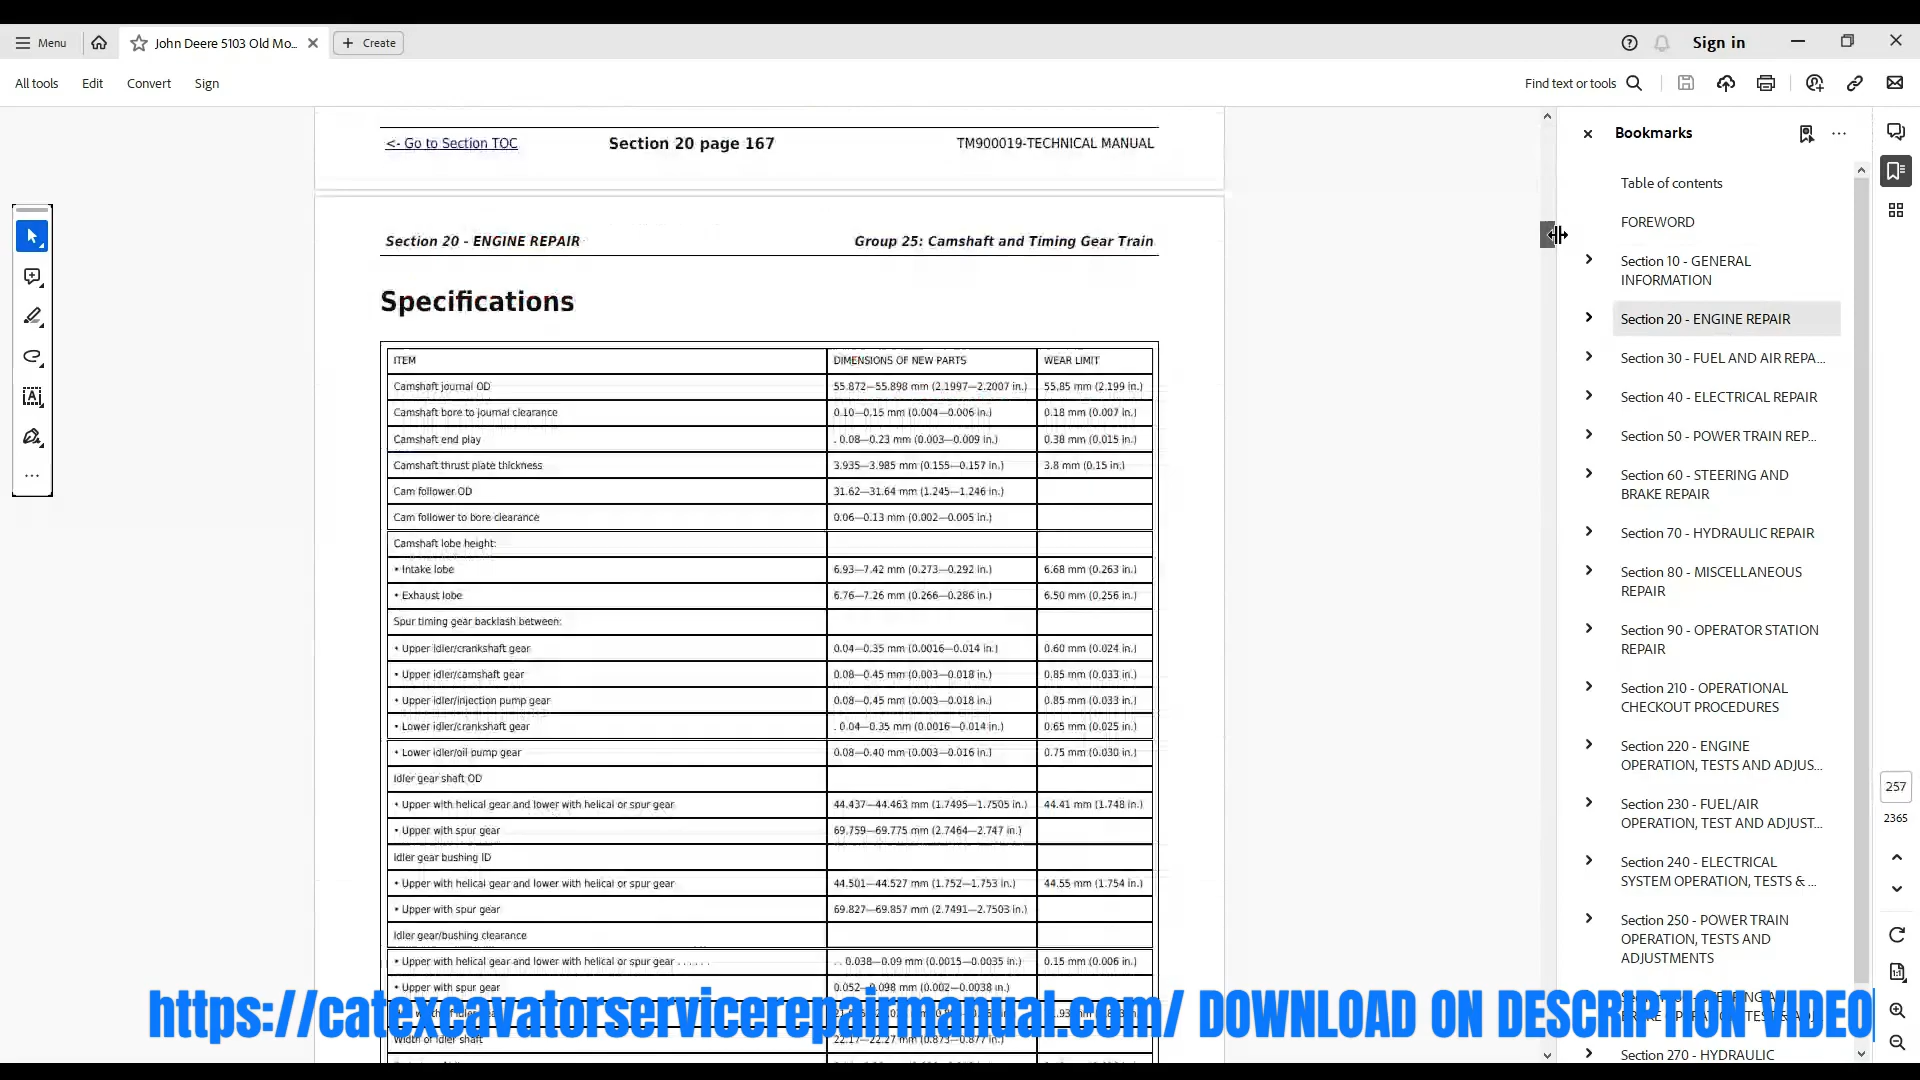 Menu
John Deere 5103 Old Mo...
Create
Sign in
All tools
Edit
Convert
Sign
Find text or tools
<- Go to Section TOC Section 20 page 167 TM900019-TECHNICAL MANUAL
Section 20 - ENGINE REPAIR Group 25: Camshaft and Timing Gear Train
Specifications
ITEM DIMENSIONS OF NEW PARTS WEAR LIMIT
Camshaft journal OD 55.872—55.898 mm (2.1997—2.2007 in.) 55.85 mm (2.199 in.)
Camshaft bore to journal clearance 0.10—0.15 mm (0.004—0.006 in.) 0.18 mm (0.007 in.)
Camshaft end play . 0.08—0.23 mm (0.003—0.009 in.) 0.38 mm (0.015 in.)
Camshaft thrust plate thickness 3.935—3.985 mm (0.155—0.157 in.) 3.8 mm (0.15 in.)
Cam follower OD 31.62—31.64 mm (1.245—1.246 in.)
Cam follower to bore clearance 0.06—0.13 mm (0.002—0.005 in.)
Camshaft lobe height:
• Intake lobe 6.93—7.42 mm (0.273—0.292 in.) 6.68 mm (0.263 in.)
• Exhaust lobe 6.76—7.26 mm (0.266—0.286 in.) 6.50 mm (0.256 in.)
Spur timing gear backlash between:
• Upper idler/crankshaft gear 0.04—0.35 mm (0.0016—0.014 in.) 0.60 mm (0.024 in.)
• Upper idler/camshaft gear 0.08—0.45 mm (0.003—0.018 in.) 0.85 mm (0.033 in.)
• Upper idler/injection pump gear 0.08—0.45 mm (0.003—0.018 in.) 0.85 mm (0.033 in.)
• Lower idler/crankshaft gear . 0.04—0.35 mm (0.0016—0.014 in.) 0.65 mm (0.025 in.)
• Lower idler/oil pump gear 0.08—0.40 mm (0.003—0.016 in.) 0.75 mm (0.030 in.)
Idler gear shaft OD
• Upper with helical gear and lower with helical or spur gear 44.437—44.463 mm (1.7495—1.7505 in.) 44.41 mm (1.748 in.)
• Upper with spur gear 69.759—69.775 mm (2.7464—2.747 in.)
Idler gear bushing ID
• Upper with helical gear and lower with helical or spur gear 44.501—44.527 mm (1.752—1.753 in.) 44.55 mm (1.754 in.)
• Upper with spur gear 69.827—69.857 mm (2.7491—2.7503 in.)
Idler gear/bushing clearance
• Upper with helical gear and lower with helical or spur gear . . . . . . . 0.038—0.09 mm (0.0015—0.0035 in.) 0.15 mm (0.006 in.)
• Upper with spur gear 0.052—0.098 mm (0.002—0.0038 in.)
Width of idler shaft 22.17—22.27 mm (0.873—0.877 in.)
https://catexcavatorservicerepairmanual.com/ DOWNLOAD ON DESCRIPTION VIDEO
Bookmarks
Table of contents
FOREWORD
Section 10 - GENERAL
INFORMATION
Section 20 - ENGINE REPAIR
Section 30 - FUEL AND AIR REPA...
Section 40 - ELECTRICAL REPAIR
Section 50 - POWER TRAIN REP...
Section 60 - STEERING AND
BRAKE REPAIR
Section 70 - HYDRAULIC REPAIR
Section 80 - MISCELLANEOUS
REPAIR
Section 90 - OPERATOR STATION
REPAIR
Section 210 - OPERATIONAL
CHECKOUT PROCEDURES
Section 220 - ENGINE
OPERATION, TESTS AND ADJUS...
Section 230 - FUEL/AIR
OPERATION, TEST AND ADJUST...
Section 240 - ELECTRICAL
SYSTEM OPERATION, TESTS & ...
Section 250 - POWER TRAIN
OPERATION, TESTS AND
ADJUSTMENTS
Section 270 - HYDRAULIC
257
2365